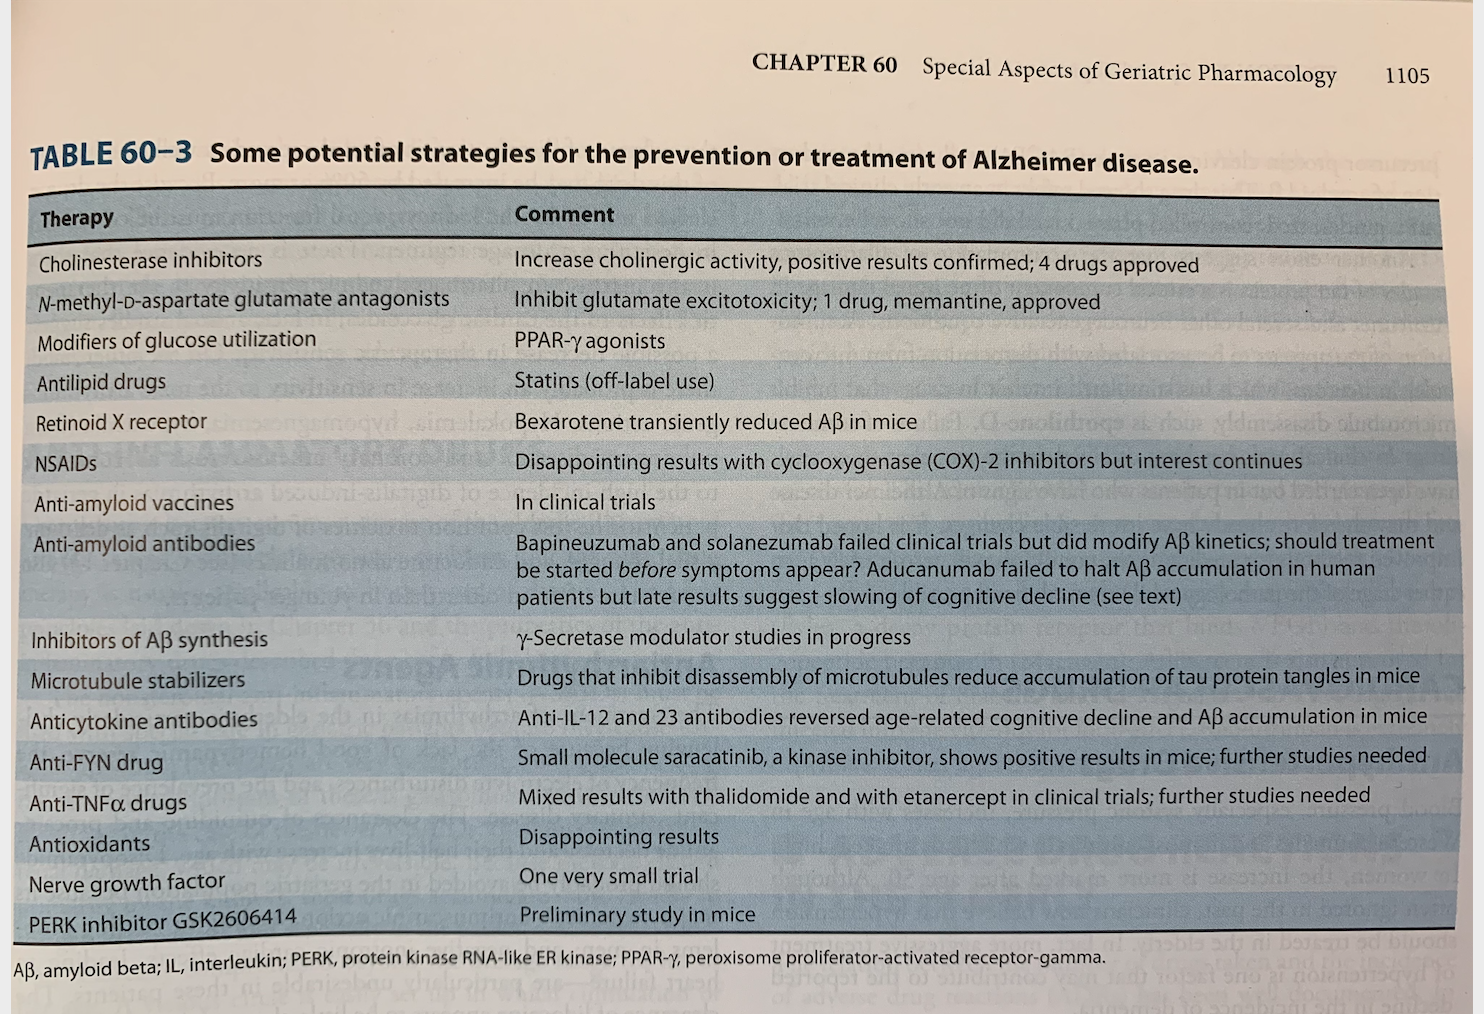 CHAPTER 60 Special Aspects of Geriatric Pharmacology 1105
TABLE 60–3 Some potential strategies for the prevention or treatment of Alzheimer disease.
Therapy Comment
Cholinesterase inhibitors Increase cholinergic activity, positive results confirmed; 4 drugs approved
N-methyl-D-aspartate glutamate antagonists Inhibit glutamate excitotoxicity; 1 drug, memantine, approved
Modifiers of glucose utilization PPAR-γ agonists
Antilipid drugs Statins (off-label use)
Retinoid X receptor Bexarotene transiently reduced Aβ in mice
NSAIDs Disappointing results with cyclooxygenase (COX)-2 inhibitors but interest continues
Anti-amyloid vaccines In clinical trials
Anti-amyloid antibodies Bapineuzumab and solanezumab failed clinical trials but did modify Aβ kinetics; should treatment
be started before symptoms appear? Aducanumab failed to halt Aβ accumulation in human
patients but late results suggest slowing of cognitive decline (see text)
Inhibitors of Aβ synthesis γ-Secretase modulator studies in progress
Microtubule stabilizers Drugs that inhibit disassembly of microtubules reduce accumulation of tau protein tangles in mice
Anticytokine antibodies Anti-IL-12 and 23 antibodies reversed age-related cognitive decline and Aβ accumulation in mice
Anti-FYN drug Small molecule saracatinib, a kinase inhibitor, shows positive results in mice; further studies needed
Anti-TNFα drugs Mixed results with thalidomide and with etanercept in clinical trials; further studies needed
Antioxidants Disappointing results
Nerve growth factor One very small trial
PERK inhibitor GSK2606414 Preliminary study in mice
Aβ, amyloid beta; IL, interleukin; PERK, protein kinase RNA-like ER kinase; PPAR-γ, peroxisome proliferator-activated receptor-gamma.